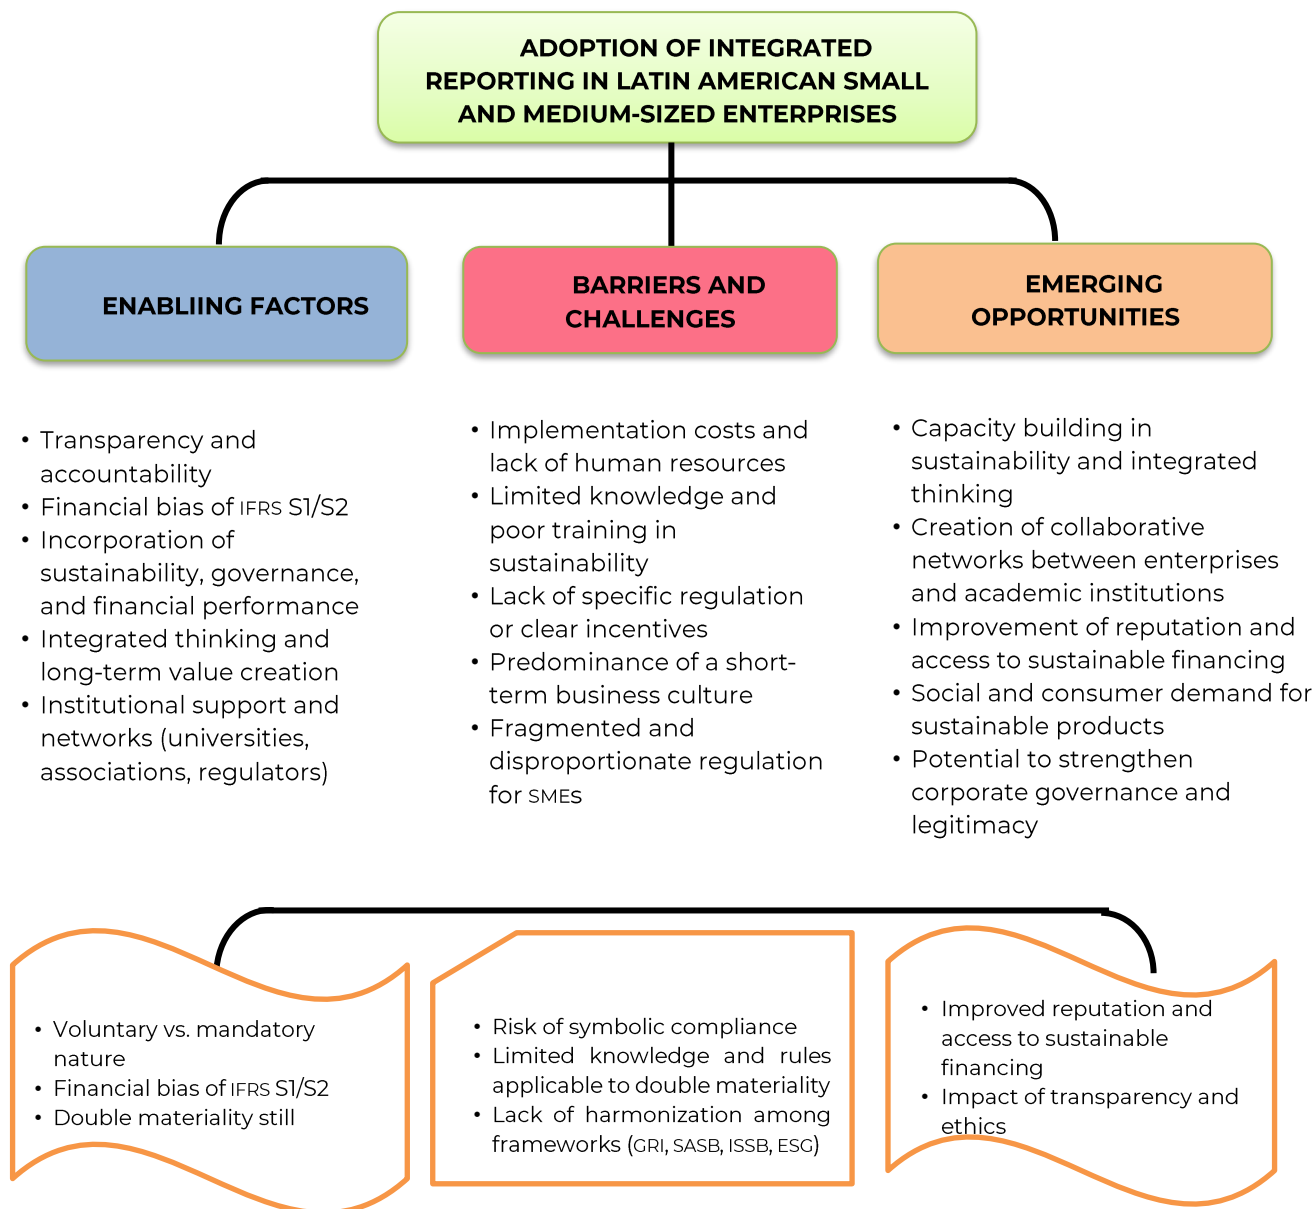 ADOPTION OF INTEGRATED
REPORTING IN LATIN AMERICAN SMALL
AND MEDIUM-SIZED ENTERPRISES
ENABLIING FACTORS
BARRIERS AND
CHALLENGES
EMERGING
OPPORTUNITIES
• Transparency and
accountability
• Financial bias of IFRS S1/S2
• Incorporation of
sustainability, governance,
and financial performance
• Integrated thinking and
long-term value creation
• Institutional support and
networks (universities,
associations, regulators)
• Implementation costs and
lack of human resources
• Limited knowledge and
poor training in
sustainability
• Lack of specific regulation
or clear incentives
• Predominance of a short-
term business culture
• Fragmented and
disproportionate regulation
for SMEs
• Capacity building in
sustainability and integrated
thinking
• Creation of collaborative
networks between enterprises
and academic institutions
• Improvement of reputation and
access to sustainable financing
• Social and consumer demand for
sustainable products
• Potential to strengthen
corporate governance and
legitimacy
• Voluntary vs. mandatory
nature
• Financial bias of IFRS S1/S2
• Double materiality still
• Risk of symbolic compliance
• Limited knowledge and rules
applicable to double materiality
• Lack of harmonization among
frameworks (GRI, SASB, ISSB, ESG)
• Improved reputation and
access to sustainable
financing
• Impact of transparency and
ethics